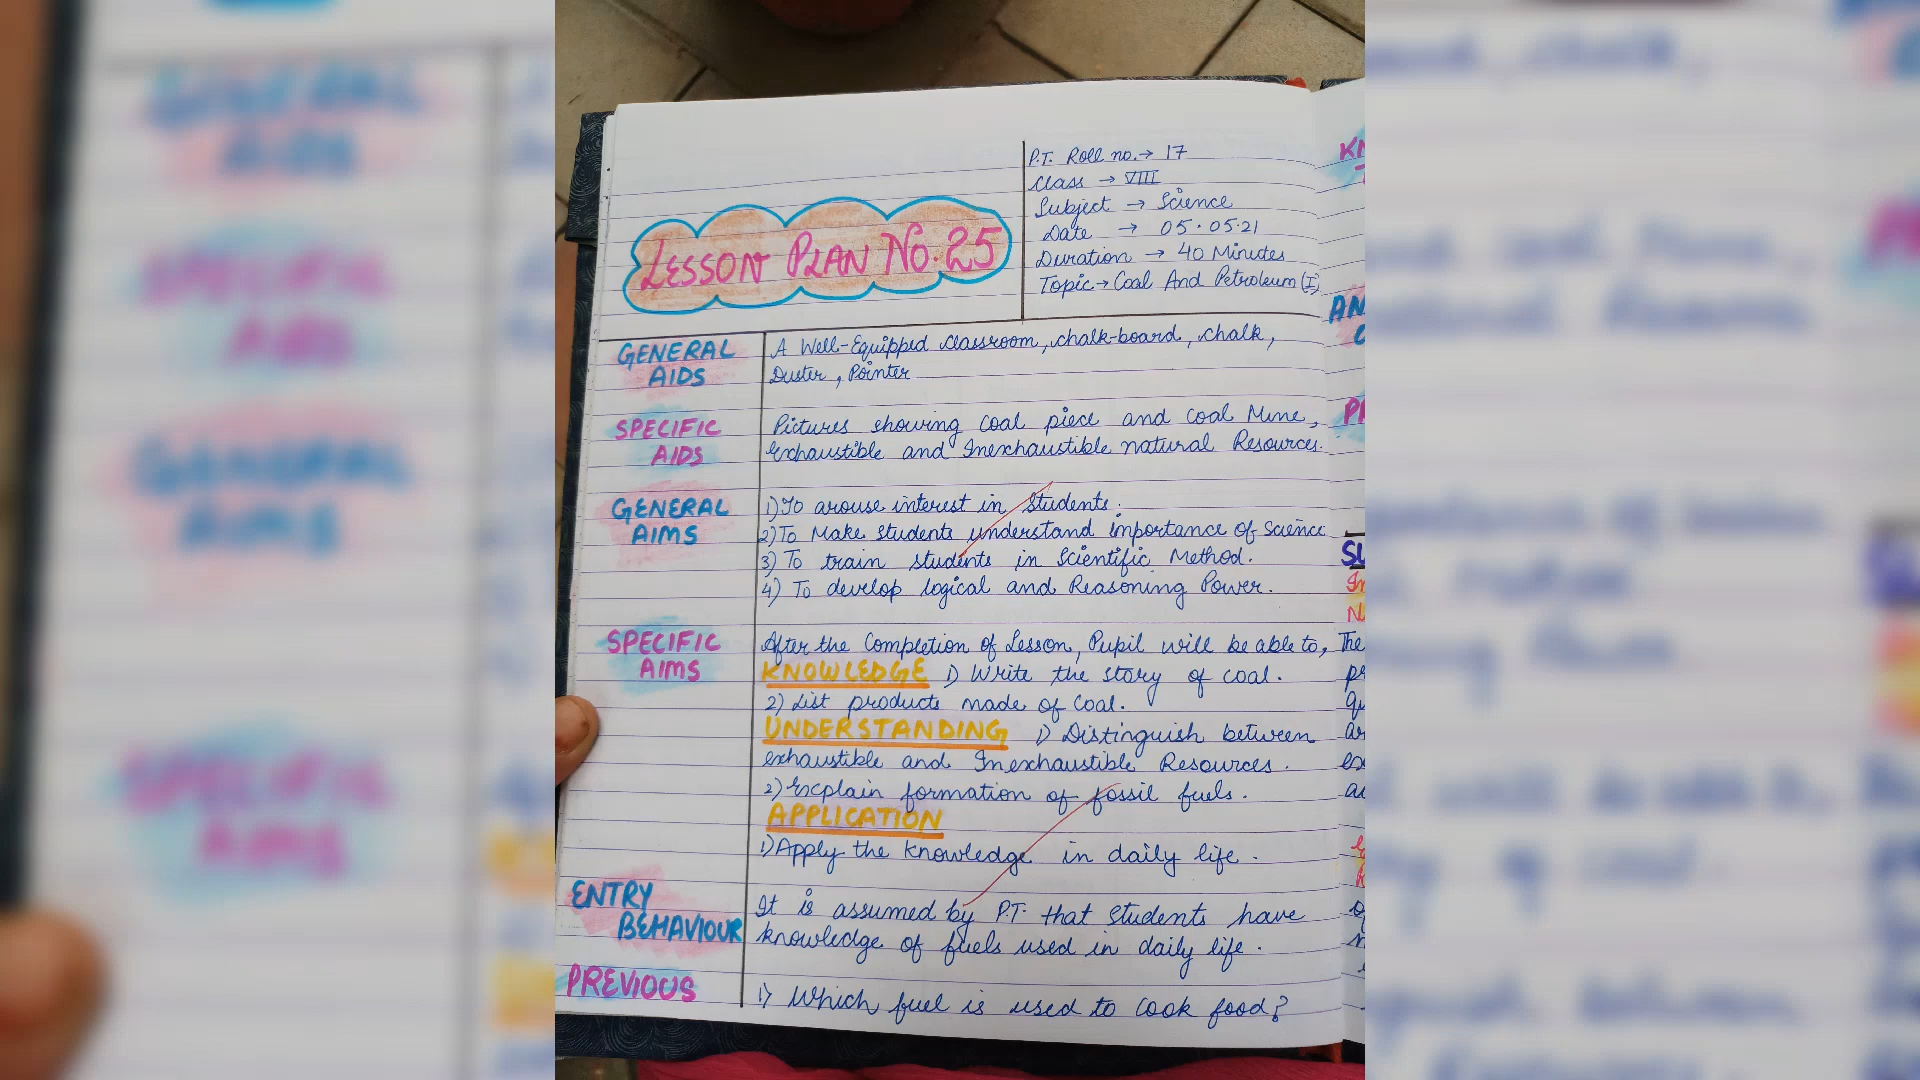 P.T. Roll no. → 17
Class → VIII
Subject → Science
Date → 05.05.21
Duration → 40 Minutes
Topic → Coal And Petroleum (I)
LESSON PLAN NO. 25
GENERAL AIDS
A Well-Equipped classroom, chalk-board, chalk,
Duster, Pointer
SPECIFIC AIDS
Pictures showing coal piece and coal Mine,
Exhaustible and Inexhaustible natural Resources.
GENERAL AIMS
1) To arouse interest in Students.
2) To Make students understand importance of Science
3) To train students in Scientific Method.
4) To develop logical and Reasoning Power.
SPECIFIC AIMS
After the Completion of Lesson, Pupil will be able to,
KNOWLEDGE 1) Write the story of coal.
2) List products made of Coal.
UNDERSTANDING 1) Distinguish between
exhaustible and Inexhaustible Resources.
2) Explain formation of fossil fuels.
APPLICATION
1) Apply the knowledge in daily life.
ENTRY BEHAVIOUR
It is assumed by P.T. that students have
knowledge of fuels used in daily life.
PREVIOUS
1) Which fuel is used to cook food?